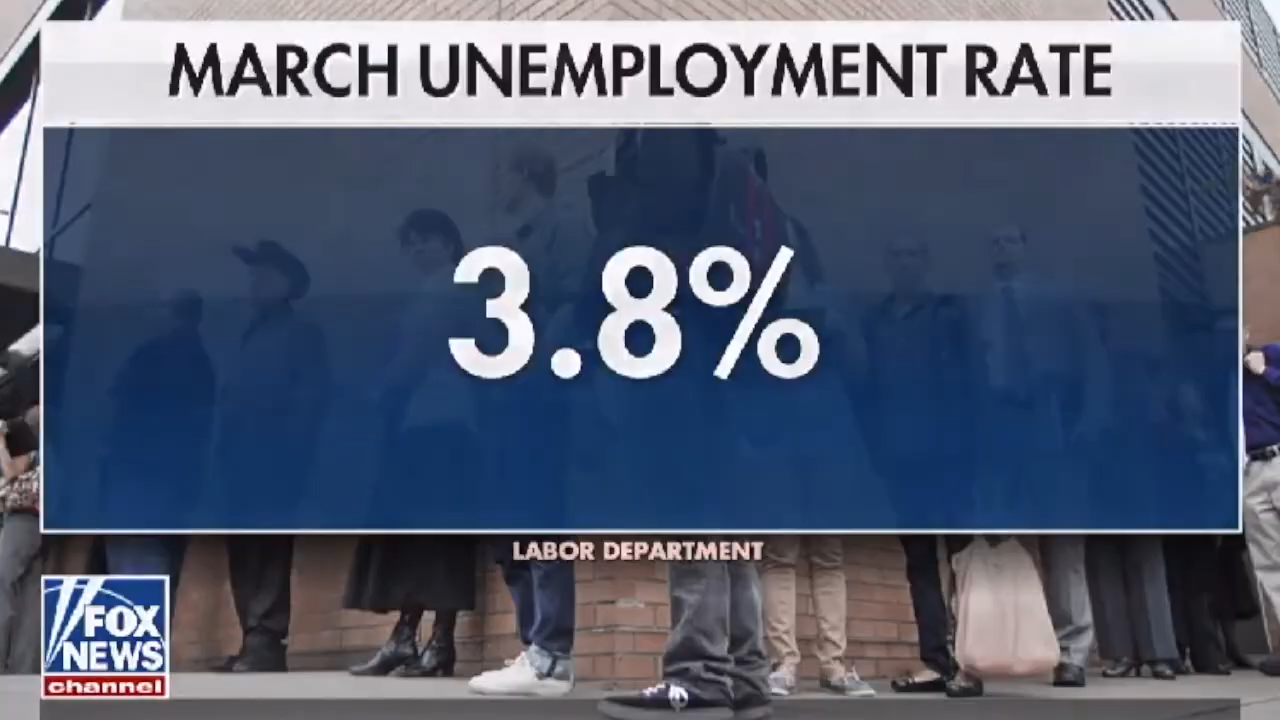 MARCH UNEMPLOYMENT RATE
3.8%
LABOR DEPARTMENT
FOX
NEWS
channel